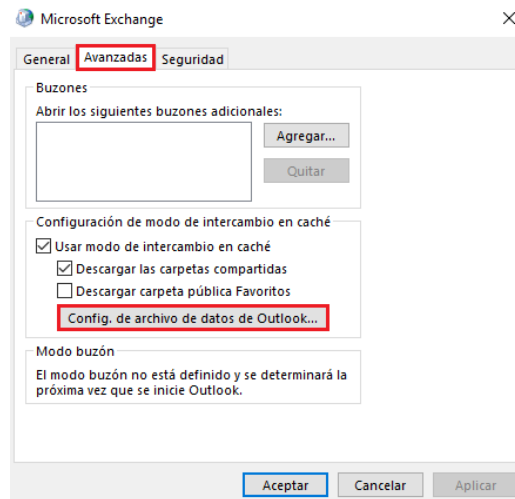 Microsoft Exchange
General Avanzadas Seguridad
Buzones
Abrir los siguientes buzones adicionales:
Agregar...
Quitar
Configuración de modo de intercambio en caché
Usar modo de intercambio en caché
Descargar las carpetas compartidas
Descargar carpeta pública Favoritos
Config. de archivo de datos de Outlook...
Modo buzón
El modo buzón no está definido y se determinará la
próxima vez que se inicie Outlook.
Aceptar Cancelar Aplicar